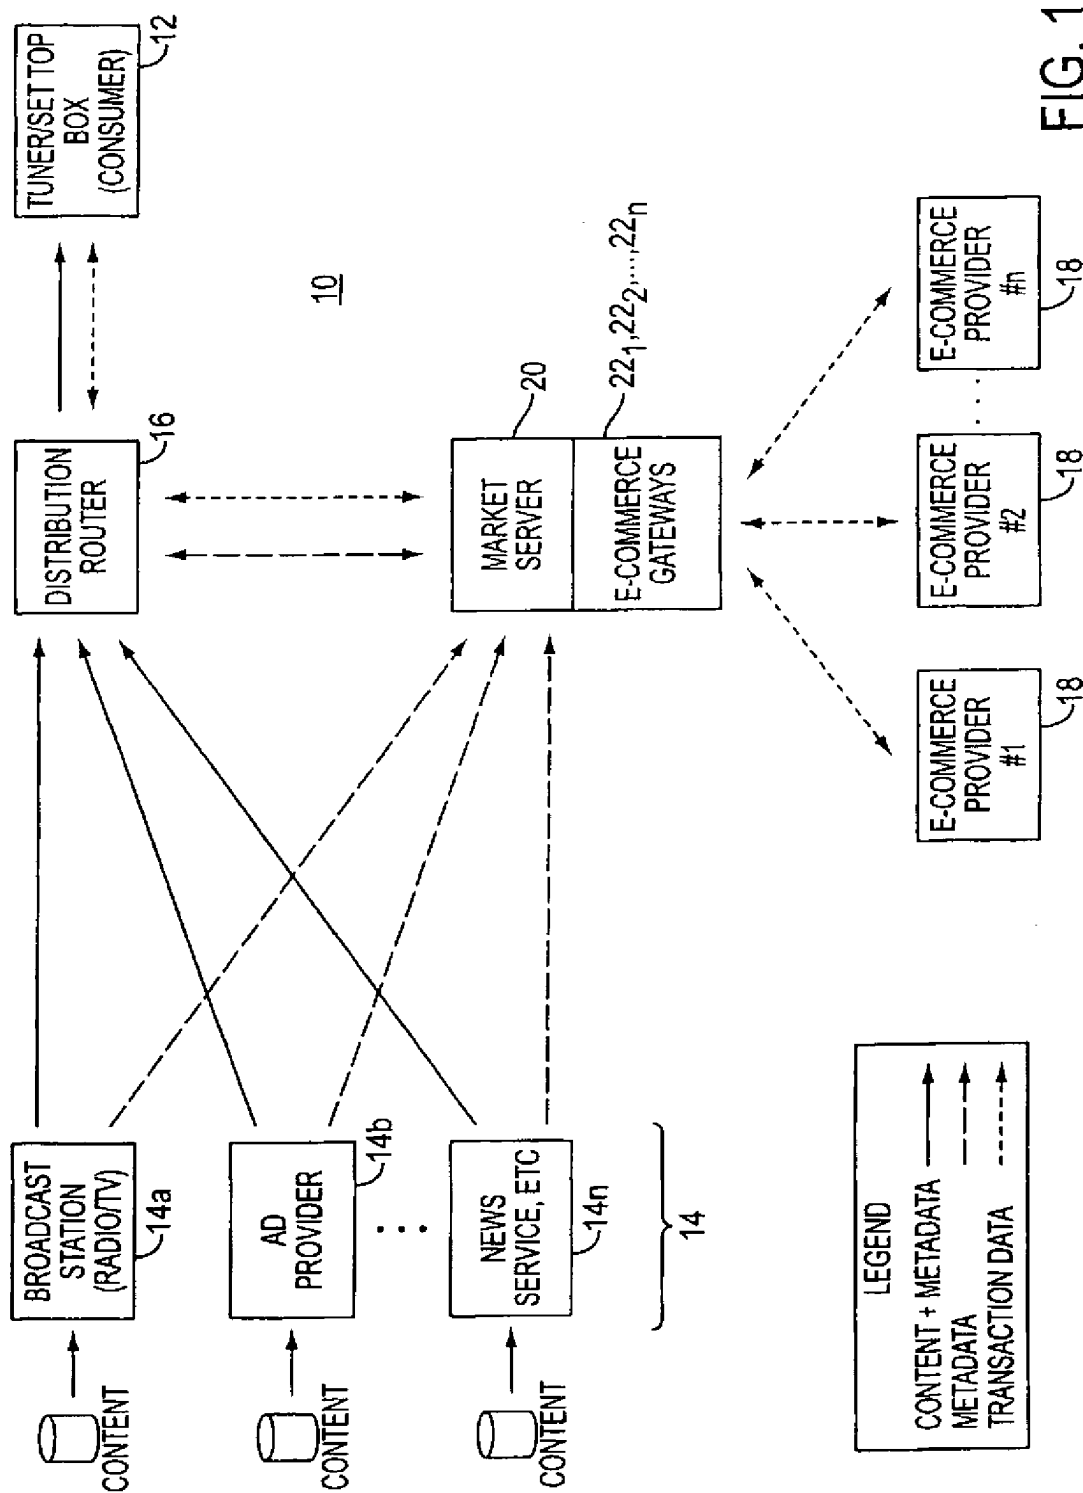 CONTENT
CONTENT
CONTENT
BROADCAST
STATION
(RADIO/TV)
14a
AD
PROVIDER
14b
NEWS
SERVICE, ETC
14n
14
DISTRIBUTION
ROUTER
16
TUNER/SET TOP
BOX
(CONSUMER)
12
10
MARKET
SERVER
20
E-COMMERCE
GATEWAYS
22₁,22₂,...,22ₙ
E-COMMERCE
PROVIDER
#1
18
E-COMMERCE
PROVIDER
#2
18
. . .
E-COMMERCE
PROVIDER
#n
18
LEGEND
CONTENT + METADATA
METADATA
TRANSACTION DATA
FIG. 1